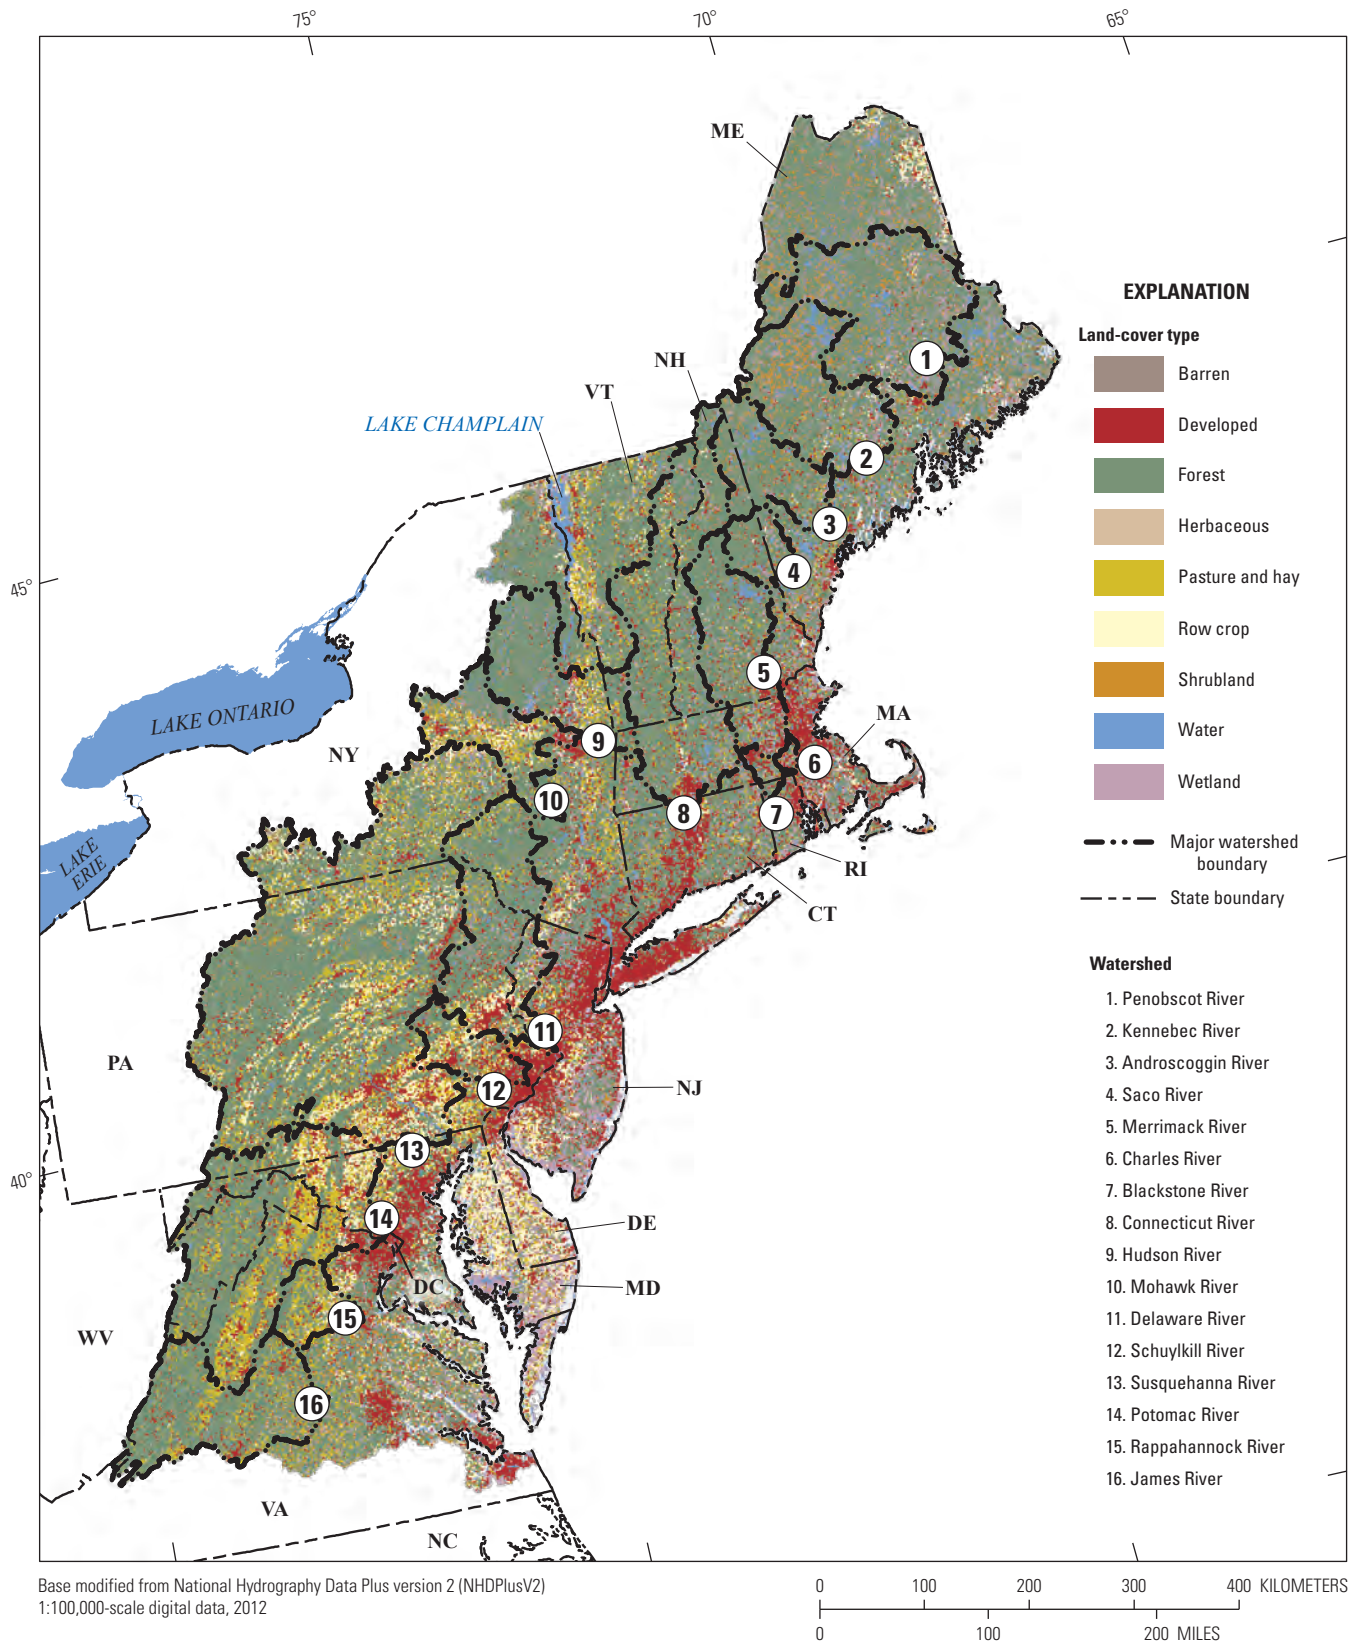 75°
70°
65°
ME
NH
VT
LAKE CHAMPLAIN
45°
LAKE ONTARIO
NY
MA
LAKE
ERIE
RI
CT
PA
NJ
40°
DE
DC
MD
WV
VA
NC
1
2
3
4
5
6
7
8
9
10
11
12
13
14
15
16
EXPLANATION
Land-cover type
Barren
Developed
Forest
Herbaceous
Pasture and hay
Row crop
Shrubland
Water
Wetland
Major watershed
boundary
State boundary
Watershed
1. Penobscot River
2. Kennebec River
3. Androscoggin River
4. Saco River
5. Merrimack River
6. Charles River
7. Blackstone River
8. Connecticut River
9. Hudson River
10. Mohawk River
11. Delaware River
12. Schuylkill River
13. Susquehanna River
14. Potomac River
15. Rappahannock River
16. James River
Base modified from National Hydrography Data Plus version 2 (NHDPlusV2)
1:100,000-scale digital data, 2012
0 100 200 300 400 KILOMETERS
0 100 200 MILES